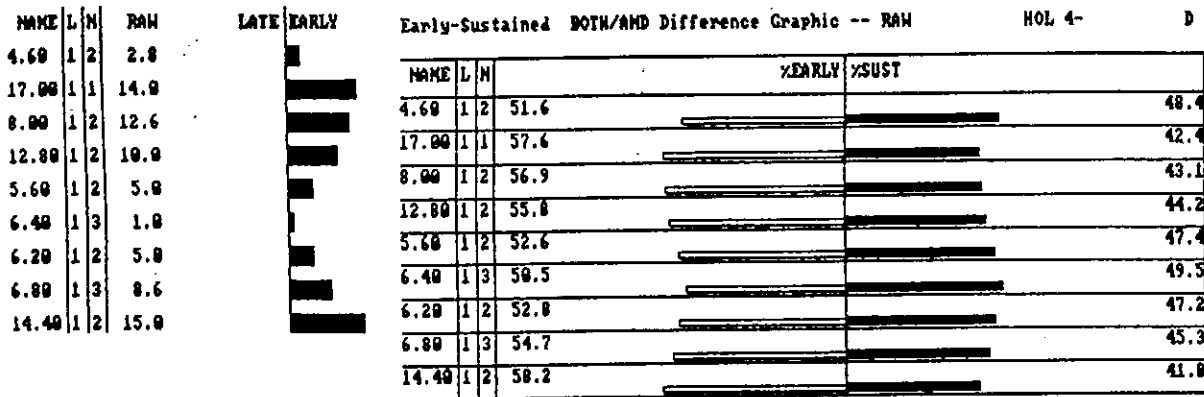 NAME L N RAW LATE EARLY
4.60 1 2 2.8
17.00 1 1 14.0
8.00 1 2 12.6
12.80 1 2 10.0
5.60 1 2 5.0
6.40 1 3 1.0
6.20 1 2 5.0
6.80 1 3 8.6
14.40 1 2 15.0
Early-Sustained BOTH/AND Difference Graphic -- RAW HOL 4- D
NAME L N %EARLY %SUST
4.60 1 2 51.6 48.4
17.00 1 1 57.6 42.4
8.00 1 2 56.9 43.1
12.80 1 2 55.8 44.2
5.60 1 2 52.6 47.4
6.40 1 3 50.5 49.5
6.20 1 2 52.8 47.2
6.80 1 3 54.7 45.3
14.40 1 2 58.2 41.8